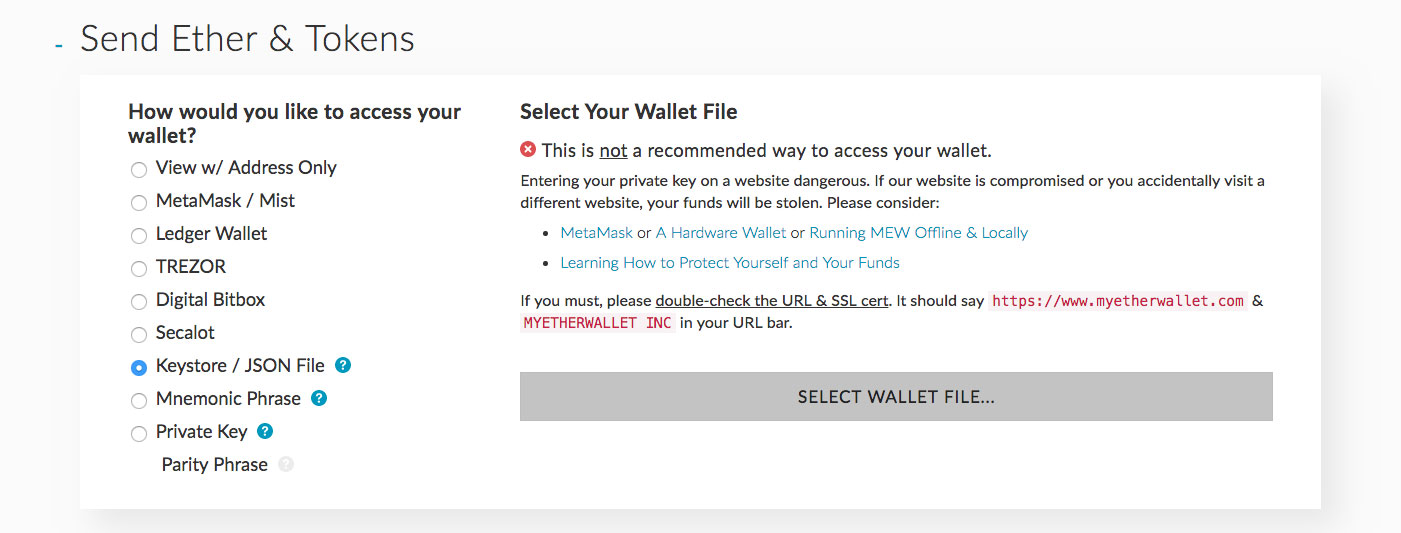 - Send Ether & Tokens
How would you like to access your
wallet?
View w/ Address Only
MetaMask / Mist
Ledger Wallet
TREZOR
Digital Bitbox
Secalot
Keystore / JSON File ?
Mnemonic Phrase ?
Private Key ?
Parity Phrase ?
Select Your Wallet File
This is not a recommended way to access your wallet.
Entering your private key on a website dangerous. If our website is compromised or you accidentally visit a
different website, your funds will be stolen. Please consider:
• MetaMask or A Hardware Wallet or Running MEW Offline & Locally
• Learning How to Protect Yourself and Your Funds
If you must, please double-check the URL & SSL cert. It should say https://www.myetherwallet.com &
MYETHERWALLET INC in your URL bar.
SELECT WALLET FILE...